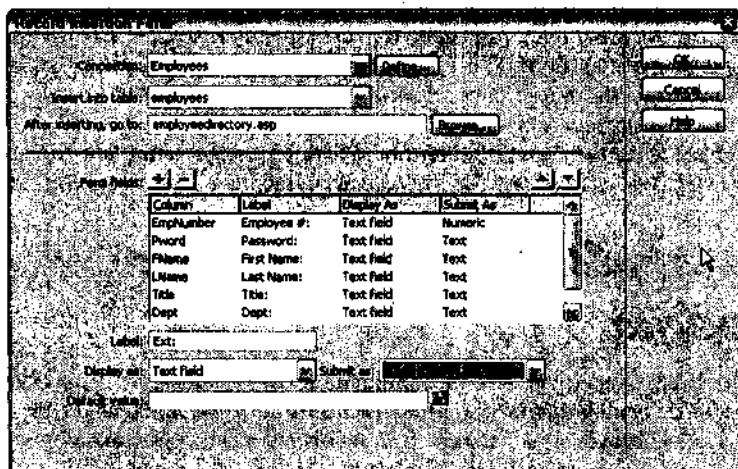 Record Insertion Form
Connection: Employees Define...
Insert into table: employees
After inserting, go to: employeedirectory.asp Browse...
OK
Cancel
Help
Form fields:
Column Label Display As Submit As
EmpNumber Employee #: Text field Numeric
Pword Password: Text field Text
FName First Name: Text field Text
LName Last Name: Text field Text
Title Title: Text field Text
Dept Dept: Text field Text
Label: Ext:
Display as: Text field Submit as:
Default value: